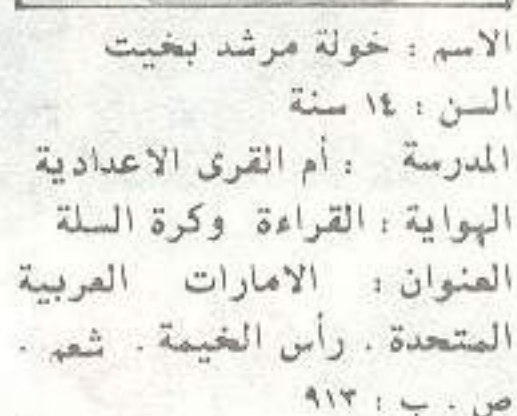 الاسم : خولة مرشد بخيت
السن : ١٤ سنة
المدرسة : أم القرى الاعدادية
الهواية : القراءة وكرة السلة
العنوان : الامارات العربية
المتحدة . رأس الخيمة . شعم .
ص . ب : ٩١٣